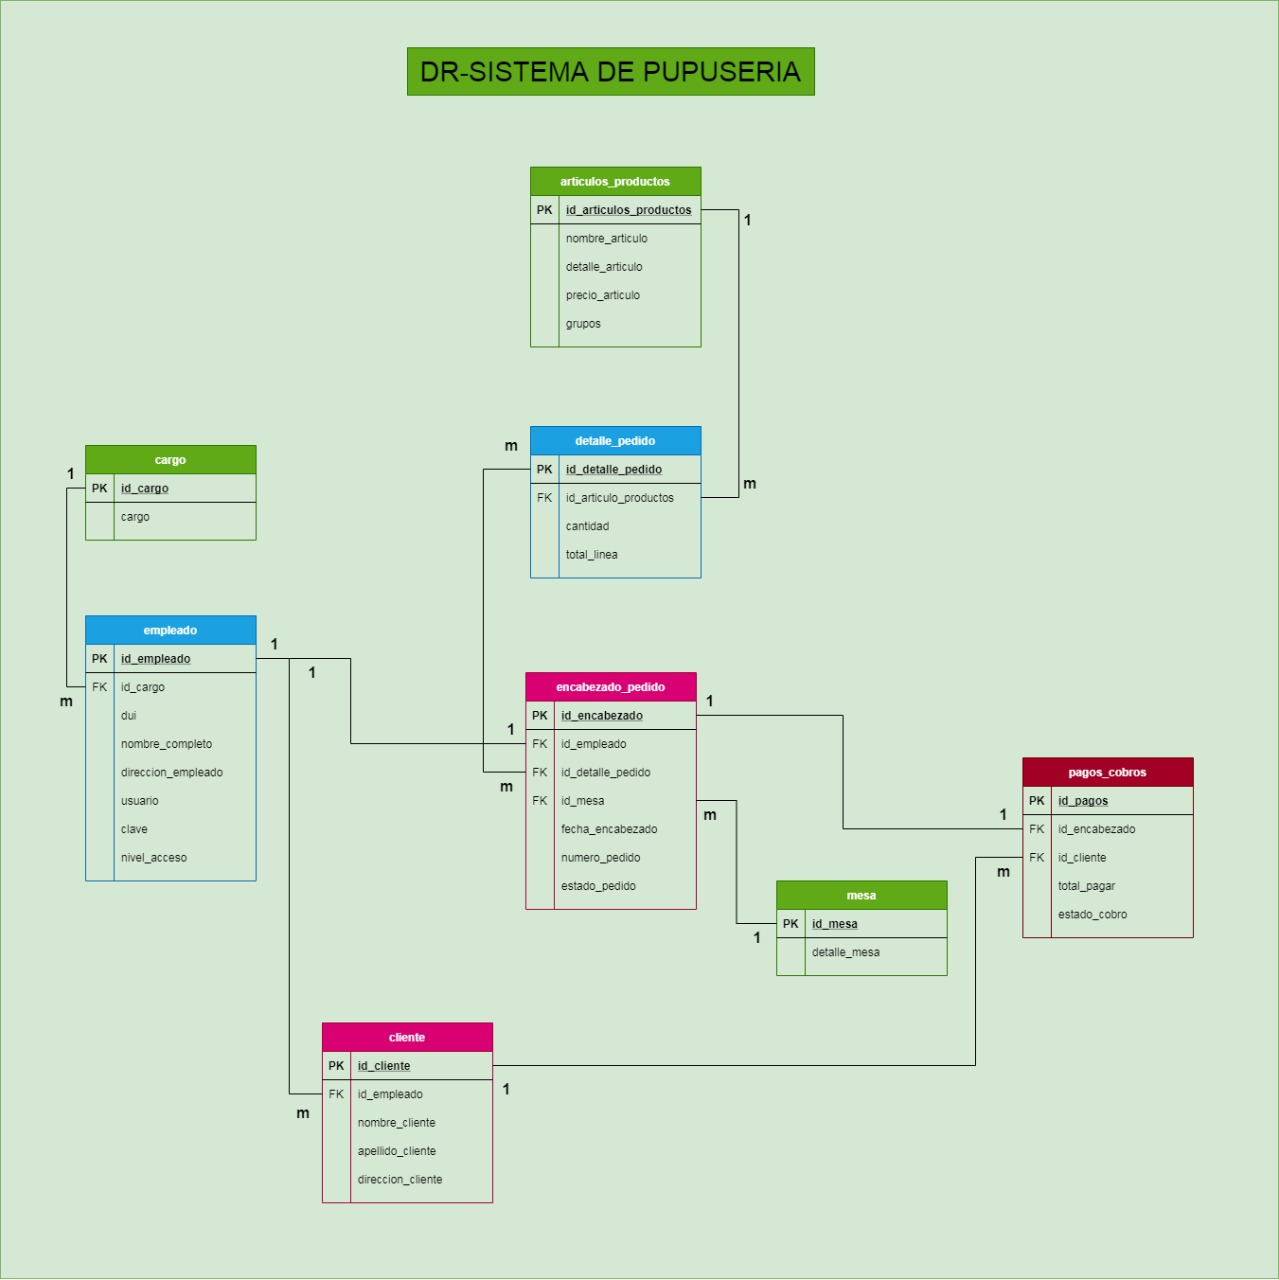 DR-SISTEMA DE PUPUSERIA
articulos_productos
PK id_articulos_productos
nombre_articulo
detalle_articulo
precio_articulo
grupos
1
m
detalle_pedido
m
PK id_detalle_pedido
FK id_articulo_productos
cantidad
total_linea
cargo
1
PK id_cargo
cargo
empleado
1
PK id_empleado
1
m
FK id_cargo
dui
nombre_completo
direccion_empleado
usuario
clave
nivel_acceso
encabezado_pedido
1
PK id_encabezado
1
FK id_empleado
FK id_detalle_pedido
m
FK id_mesa
m
fecha_encabezado
numero_pedido
estado_pedido
pagos_cobros
PK id_pagos
1
FK id_encabezado
FK id_cliente
m
total_pagar
estado_cobro
mesa
PK id_mesa
1
detalle_mesa
cliente
PK id_cliente
1
FK id_empleado
m
nombre_cliente
apellido_cliente
direccion_cliente